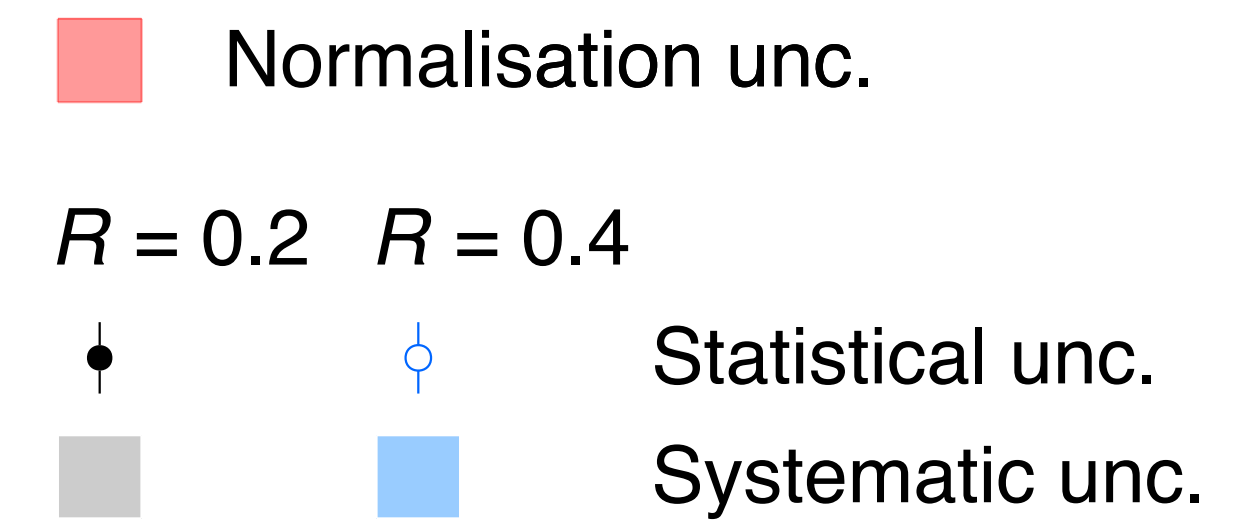 Normalisation unc.
R = 0.2 R = 0.4
Statistical unc.
Systematic unc.